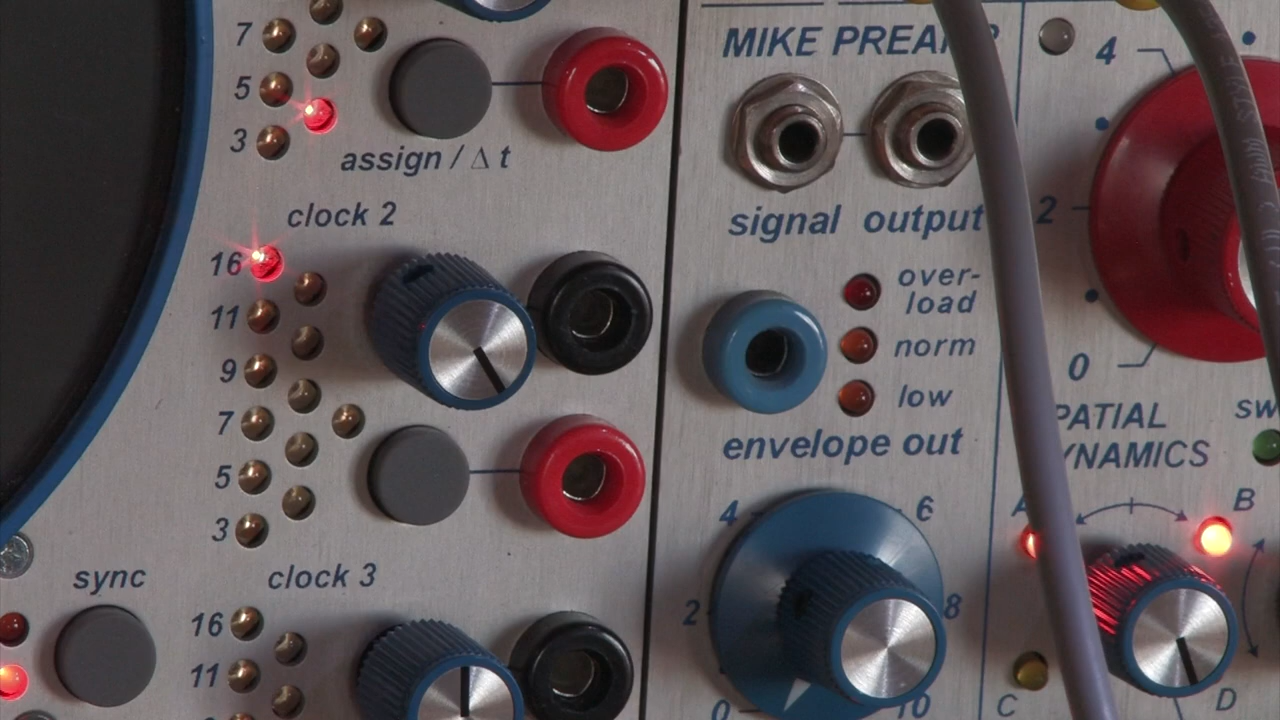 7
5
3
assign / Δ t
clock 2
16
11
9
7
5
3
sync
clock 3
16
11
MIKE PREAMP
signal output
over-
load
norm
low
envelope out
4
6
2
8
0
10
4
2
0
PATIAL
YNAMICS
sw
A
B
C
D